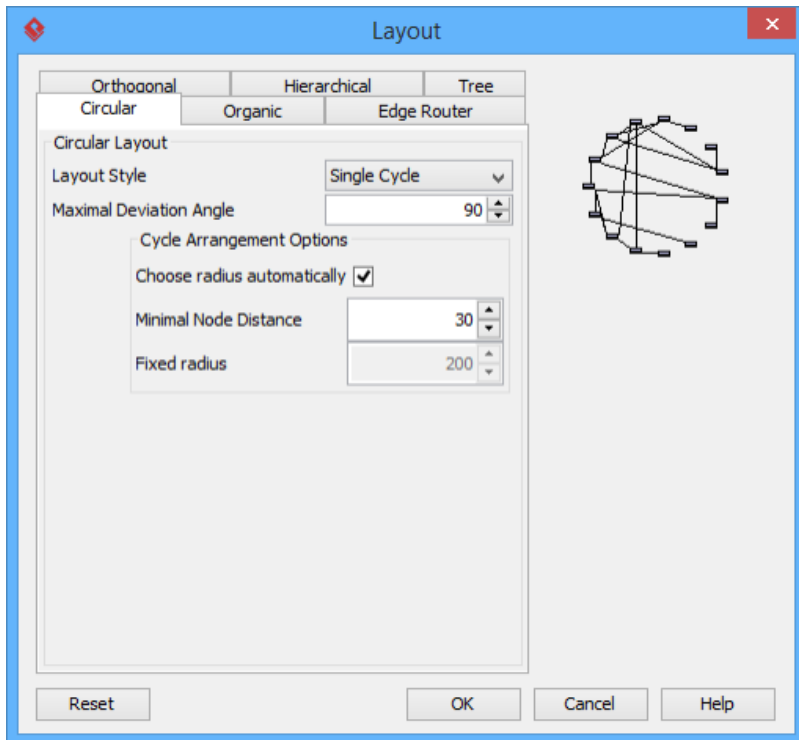 Layout
Orthogonal Hierarchical Tree
Circular Organic Edge Router
Circular Layout
Layout Style Single Cycle
Maximal Deviation Angle 90
Cycle Arrangement Options
Choose radius automatically
Minimal Node Distance 30
Fixed radius 200
Reset OK Cancel Help